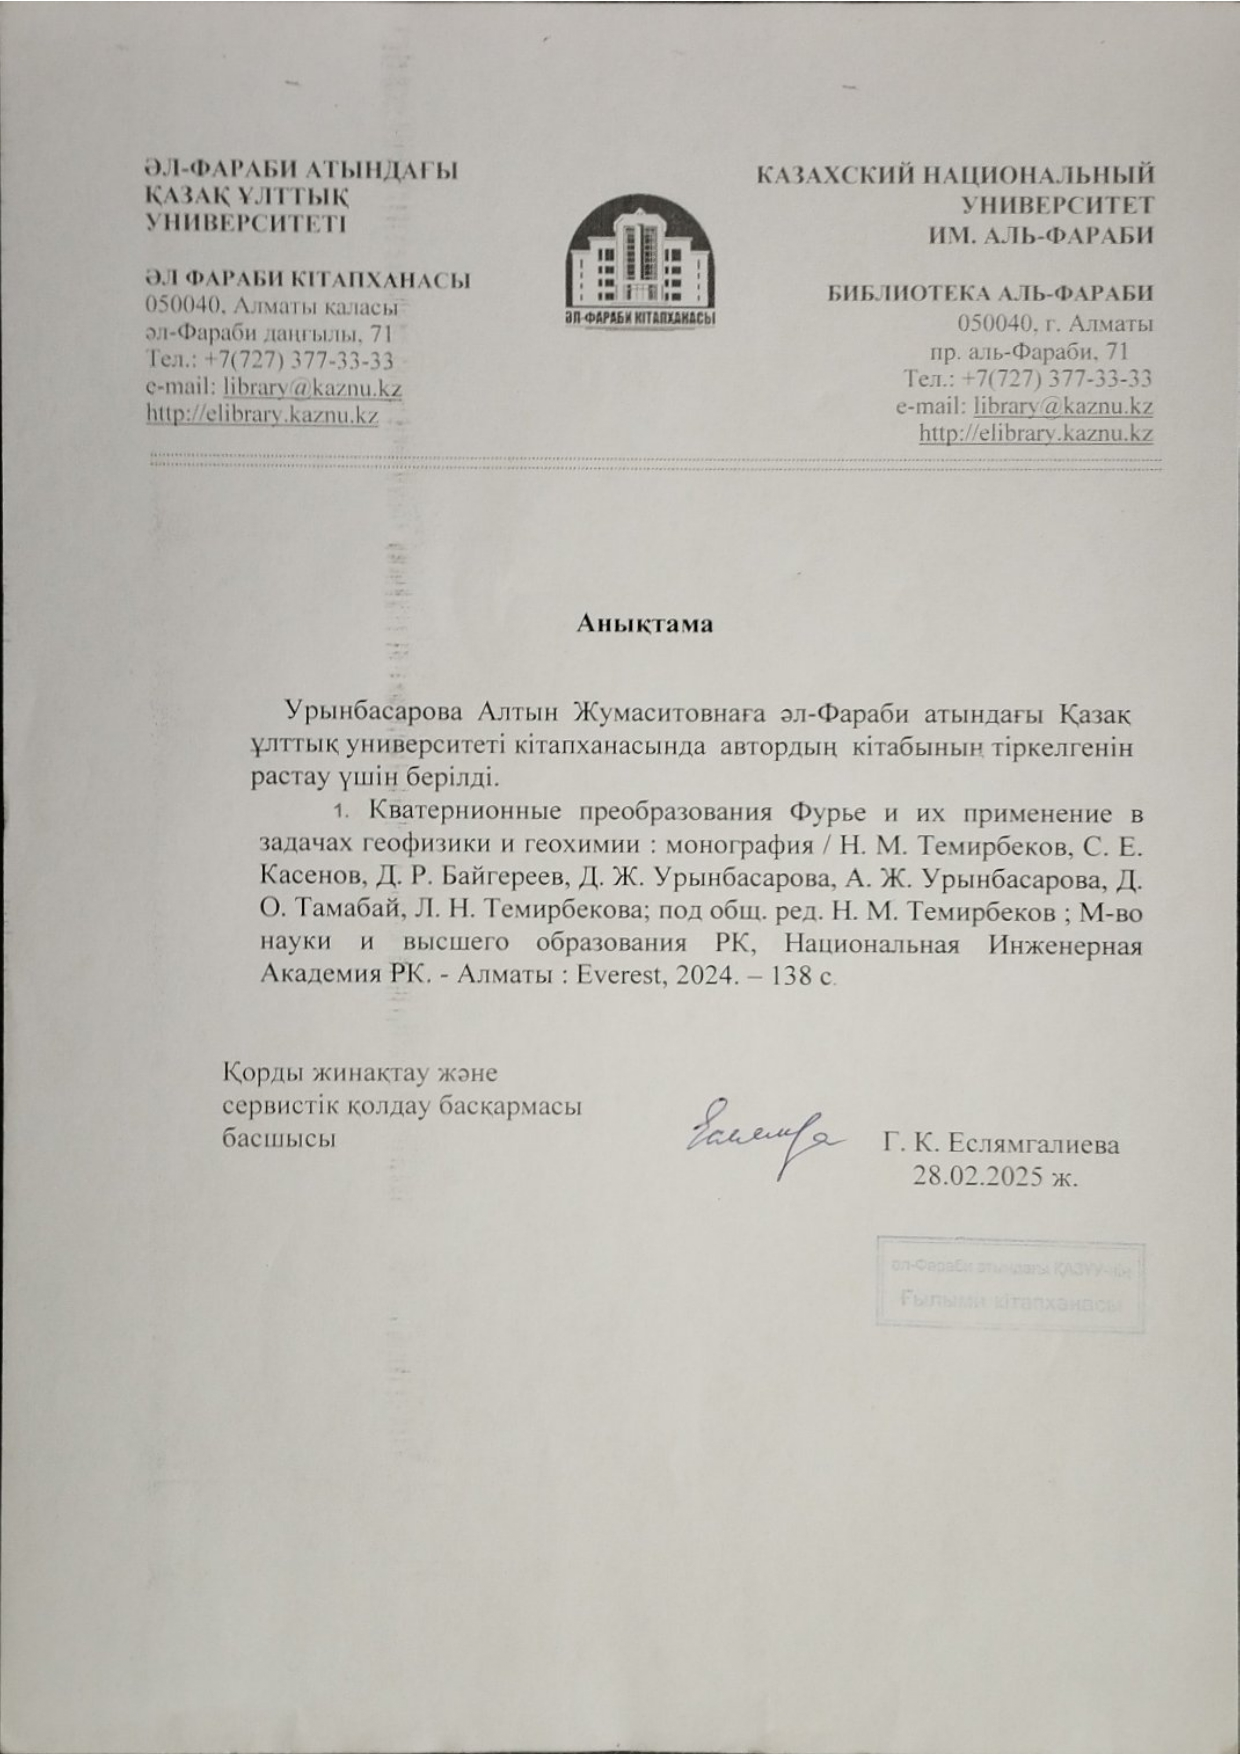 ӘЛ-ФАРАБИ АТЫНДАҒЫ
ҚАЗАҚ ҰЛТТЫҚ
УНИВЕРСИТЕТІ
ӘЛ ФАРАБИ КІТАПХАНАСЫ
050040, Алматы қаласы
әл-Фараби даңғылы, 71
Тел.: +7(727) 377-33-33
e-mail: library@kaznu.kz
http://elibrary.kaznu.kz
ӘЛ-ФАРАБИ КІТАПХАНАСЫ
КАЗАХСКИЙ НАЦИОНАЛЬНЫЙ
УНИВЕРСИТЕТ
ИМ. АЛЬ-ФАРАБИ
БИБЛИОТЕКА АЛЬ-ФАРАБИ
050040, г. Алматы
пр. аль-Фараби, 71
Тел.: +7(727) 377-33-33
e-mail: library@kaznu.kz
http://elibrary.kaznu.kz
Анықтама
Урынбасарова Алтын Жумаситовнаға әл-Фараби атындағы Қазақ
ұлттық университеті кітапханасында автордың кітабының тіркелгенін
растау үшін берілді.
1. Кватернионные преобразования Фурье и их применение в
задачах геофизики и геохимии : монография / Н. М. Темирбеков, С. Е.
Касенов, Д. Р. Байгереев, Д. Ж. Урынбасарова, А. Ж. Урынбасарова, Д.
О. Тамабай, Л. Н. Темирбекова; под общ. ред. Н. М. Темирбеков ; М-во
науки и высшего образования РК, Национальная Инженерная
Академия РК. - Алматы : Everest, 2024. – 138 с.
Қорды жинақтау және
сервистік қолдау басқармасы
басшысы
Г. К. Еслямгалиева
28.02.2025 ж.
әл-Фараби атындағы ҚАЗҰУ-нің
Ғылыми кітапханасы